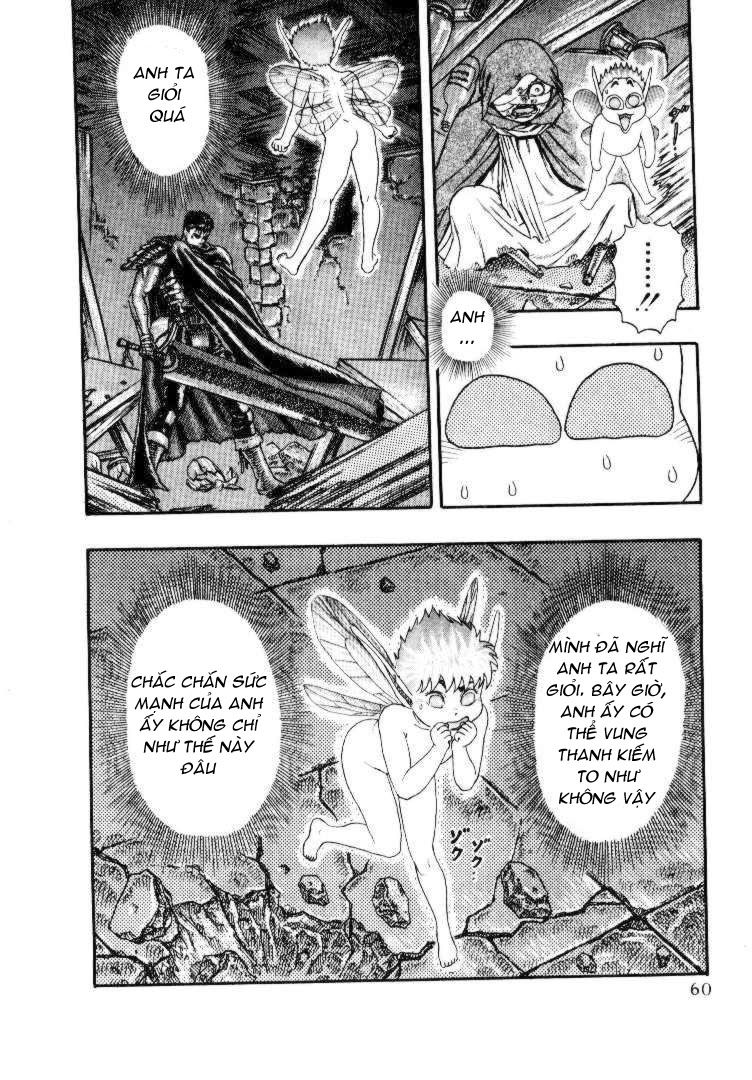 ......!!
ANH
...
ANH TA
GIỎI
QUÁ
MÌNH ĐÃ NGHĨ
ANH TA RẤT
GIỎI. BÂY GIỜ,
ANH ẤY CÓ
THỂ VUNG
THANH KIẾM
TO NHƯ
KHÔNG VẬY
CHẮC CHẮN SỨC
MẠNH CỦA ANH
ẤY KHÔNG CHỈ
NHƯ THẾ NÀY
ĐÂU
ゾク
ゾク...
60